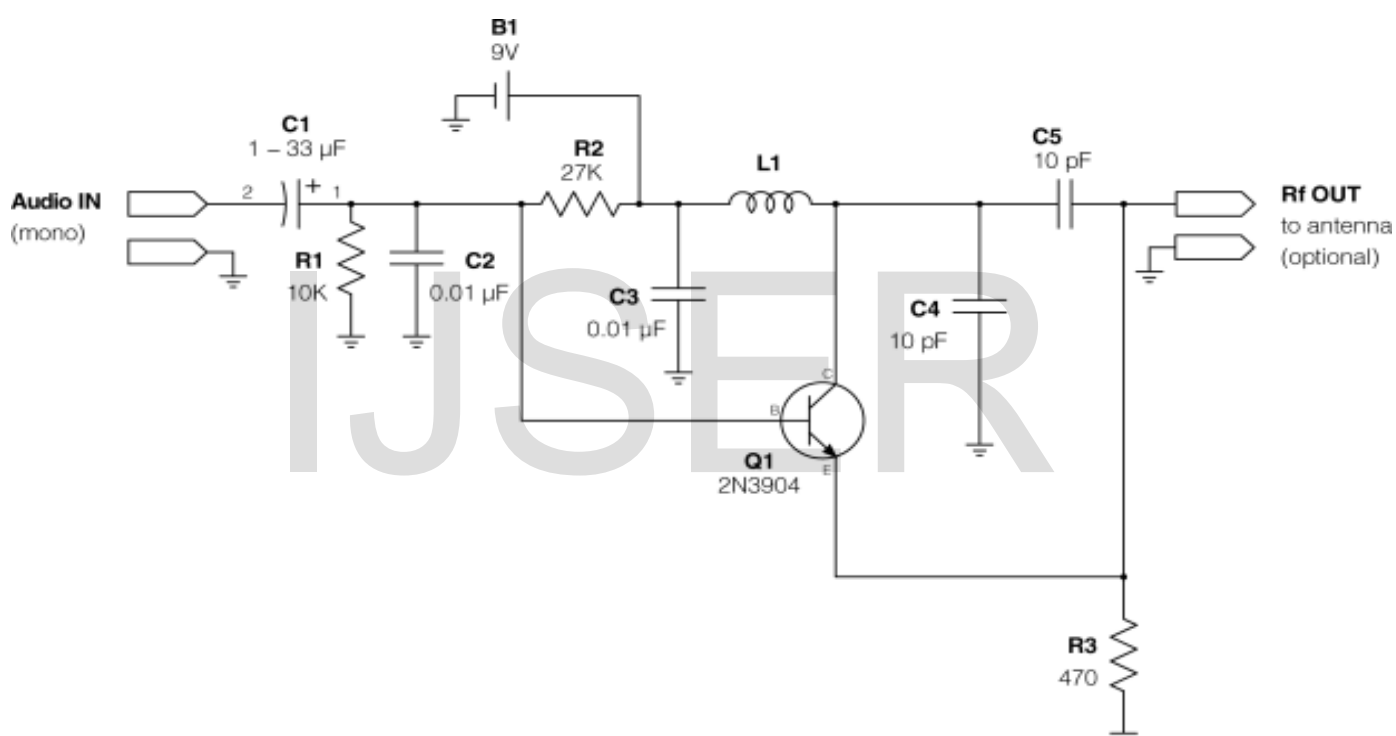 B1
9V
C1
1 – 33 µF
2
+
1
Audio IN
(mono)
R1
10K
C2
0.01 µF
R2
27K
L1
C3
0.01 µF
C4
10 pF
C5
10 pF
Rf OUT
to antenna
(optional)
C
B
E
Q1
2N3904
R3
470
IJSER